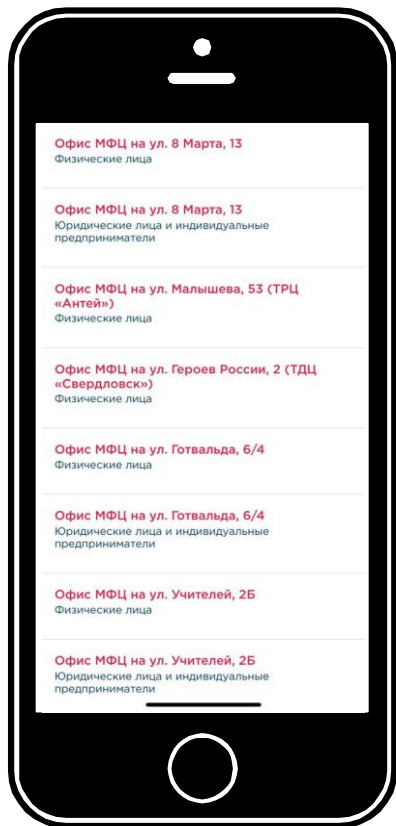 Офис МФЦ на ул. 8 Марта, 13
Физические лица
Офис МФЦ на ул. 8 Марта, 13
Юридические лица и индивидуальные
предприниматели
Офис МФЦ на ул. Малышева, 53 (ТРЦ
«Антей»)
Физические лица
Офис МФЦ на ул. Героев России, 2 (ТДЦ
«Свердловск»)
Физические лица
Офис МФЦ на ул. Готвальда, 6/4
Физические лица
Офис МФЦ на ул. Готвальда, 6/4
Юридические лица и индивидуальные
предприниматели
Офис МФЦ на ул. Учителей, 2Б
Физические лица
Офис МФЦ на ул. Учителей, 2Б
Юридические лица и индивидуальные
предприниматели